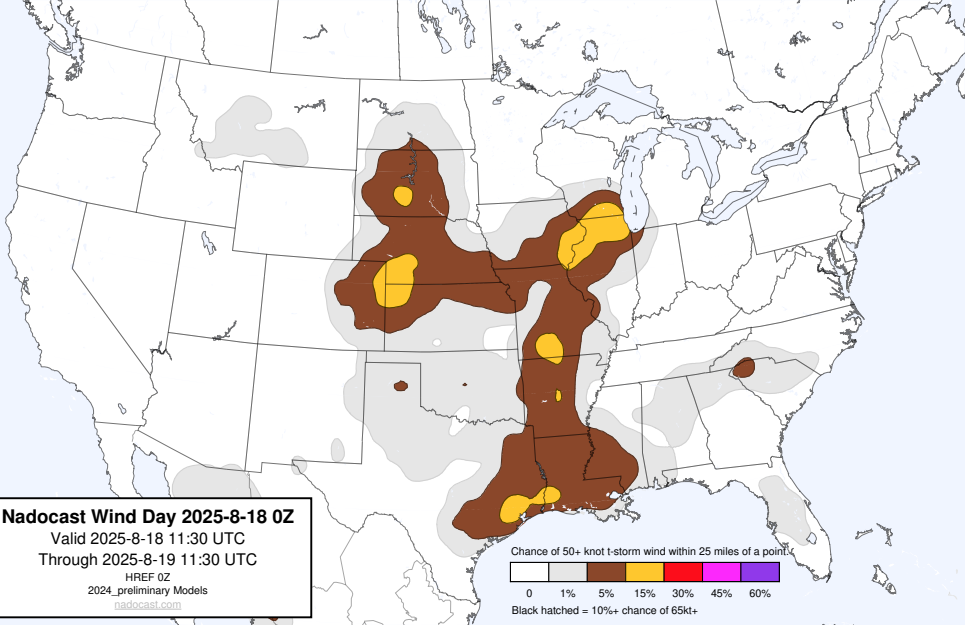 Nadocast Wind Day 2025-8-18 0Z
Valid 2025-8-18 11:30 UTC
Through 2025-8-19 11:30 UTC
HREF 0Z
2024_preliminary Models
nadocast.com
Chance of 50+ knot t-storm wind within 25 miles of a point.
0 1% 5% 15% 30% 45% 60%
Black hatched = 10%+ chance of 65kt+